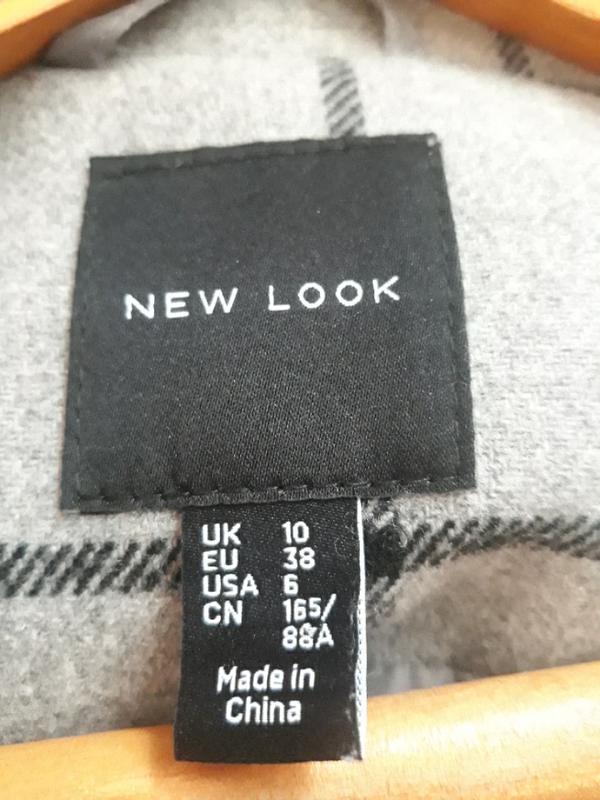 NEW LOOK
UK 10
EU 38
USA 6
CN 165/
88A
Made in
China